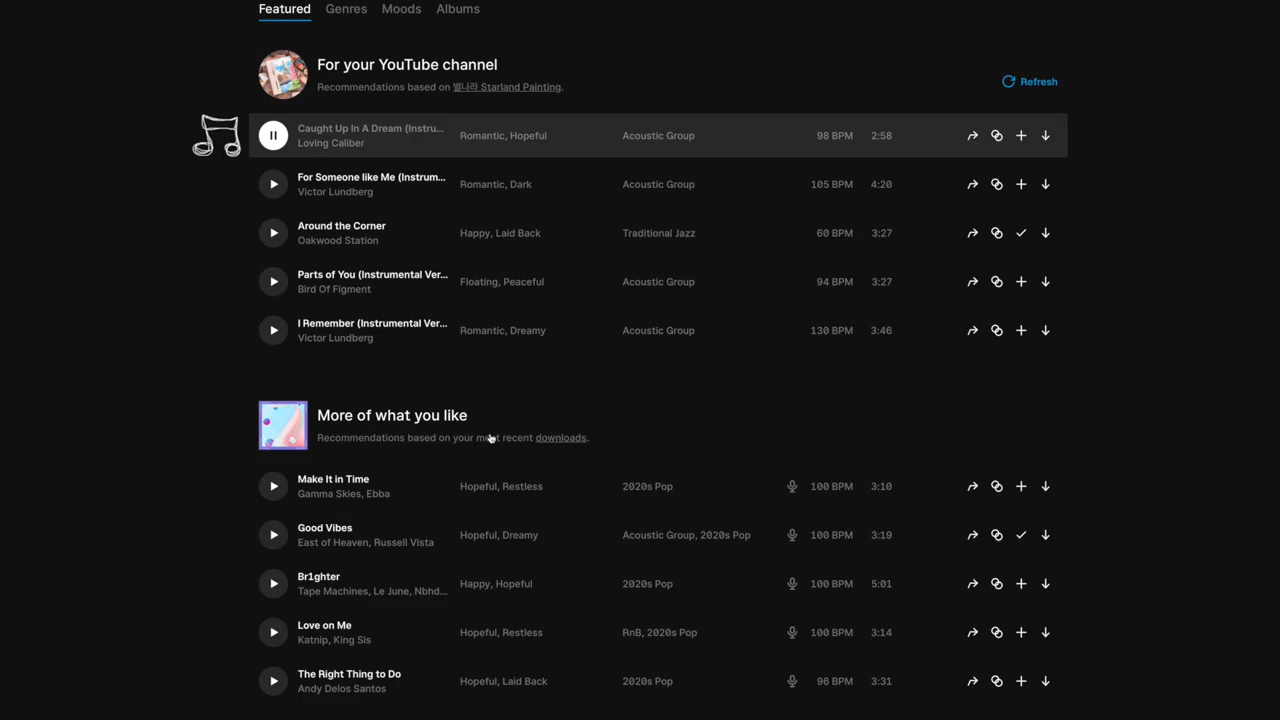 Featured Genres Moods Albums
For your YouTube channel
Recommendations based on 별나라 Starland Painting.
Refresh
Caught Up In A Dream (Instru...
Loving Caliber
Romantic, Hopeful
Acoustic Group
98 BPM
2:58
For Someone like Me (Instrum...
Victor Lundberg
Romantic, Dark
Acoustic Group
105 BPM
4:20
Around the Corner
Oakwood Station
Happy, Laid Back
Traditional Jazz
60 BPM
3:27
Parts of You (Instrumental Ver...
Bird Of Figment
Floating, Peaceful
Acoustic Group
94 BPM
3:27
I Remember (Instrumental Ver...
Victor Lundberg
Romantic, Dreamy
Acoustic Group
130 BPM
3:46
More of what you like
Recommendations based on your most recent downloads.
Make It in Time
Gamma Skies, Ebba
Hopeful, Restless
2020s Pop
100 BPM
3:10
Good Vibes
East of Heaven, Russell Vista
Hopeful, Dreamy
Acoustic Group, 2020s Pop
100 BPM
3:19
Br1ghter
Tape Machines, Le June, Nbhd...
Happy, Hopeful
2020s Pop
100 BPM
5:01
Love on Me
Katnip, King Sis
Hopeful, Restless
RnB, 2020s Pop
100 BPM
3:14
The Right Thing to Do
Andy Delos Santos
Hopeful, Laid Back
2020s Pop
96 BPM
3:31